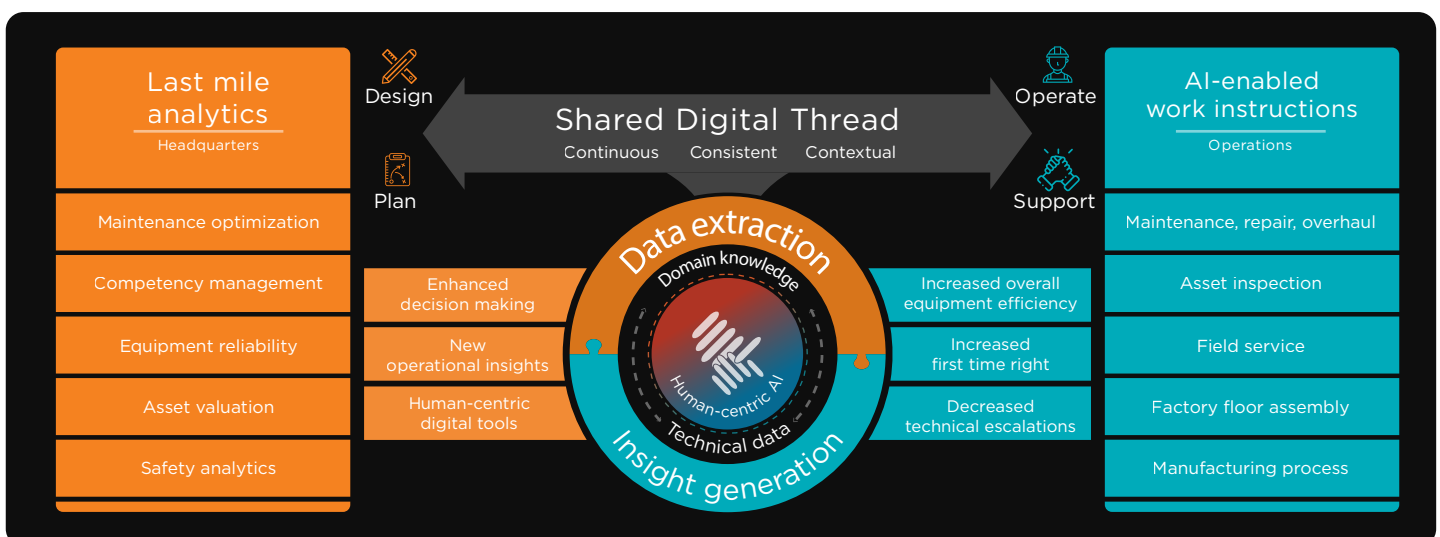 Last mile
analytics
Headquarters
Maintenance optimization
Competency management
Equipment reliability
Asset valuation
Safety analytics
Design
Plan
Enhanced
decision making
New
operational insights
Human-centric
digital tools
Shared Digital Thread
Continuous Consistent Contextual
Data extraction
Domain knowledge
Human-centric AI
Technical data
Insight generation
Operate
Support
Increased overall
equipment efficiency
Increased
first time right
Decreased
technical escalations
AI-enabled
work instructions
Operations
Maintenance, repair, overhaul
Asset inspection
Field service
Factory floor assembly
Manufacturing process